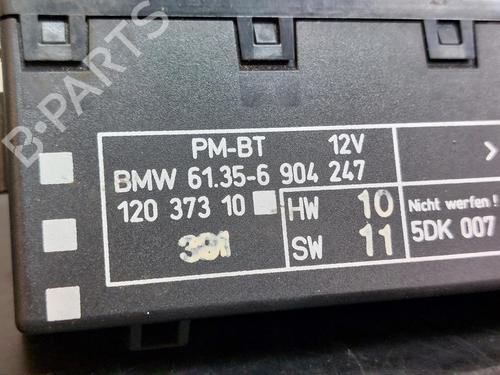 B-PARTS
PM-BT 12V
BMW 61.35-6 904 247
120 373 10
HW 10
SW 11
381
>
Nicht werfen !
5DK 007